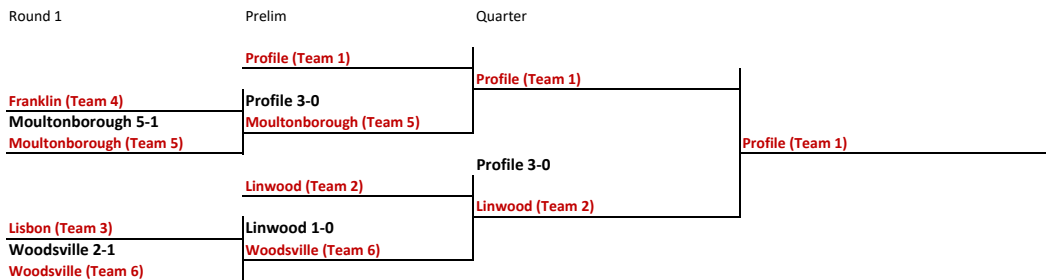 Round 1
Prelim
Quarter
Profile (Team 1)
Profile (Team 1)
Franklin (Team 4)
Profile 3-0
Moultonborough 5-1
Moultonborough (Team 5)
Moultonborough (Team 5)
Profile (Team 1)
Profile 3-0
Linwood (Team 2)
Linwood (Team 2)
Lisbon (Team 3)
Linwood 1-0
Woodsville 2-1
Woodsville (Team 6)
Woodsville (Team 6)